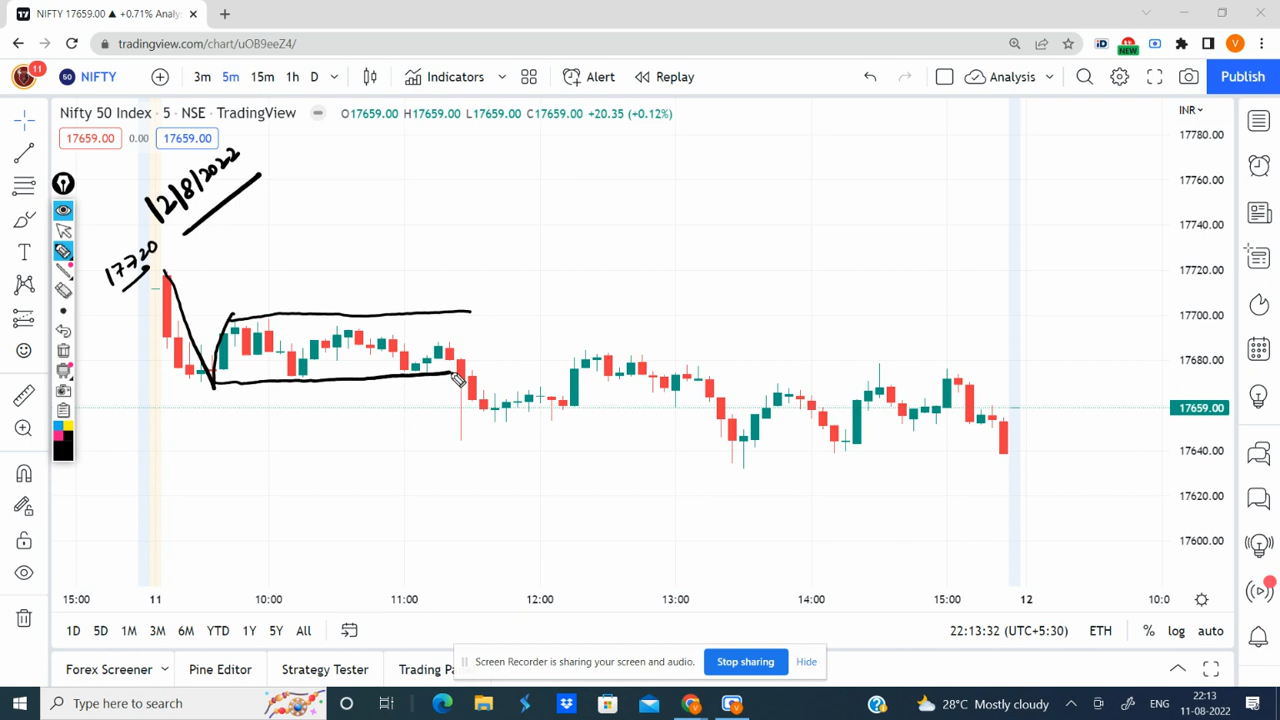 NIFTY 17659.00 ▲ +0.71% Analy
tradingview.com/chart/uOB9eeZ4/
NEW
V
11
50 NIFTY
3m 5m 15m 1h D
Indicators
Alert
Replay
Analysis
Publish
Nifty 50 Index · 5 · NSE · TradingView
O17659.00 H17659.00 L17659.00 C17659.00 +20.35 (+0.12%)
INR
17659.00 0.00 17659.00
12/8/2022
17720
17780.00
17760.00
17740.00
17720.00
17700.00
17680.00
17659.00
17640.00
17620.00
17600.00
15:00 11 10:00 11:00 12:00 13:00 14:00 15:00 12 10:0
1D 5D 1M 3M 6M YTD 1Y 5Y All
22:13:32 (UTC+5:30) ETH % log auto
Screen Recorder is sharing your screen and audio. Stop sharing Hide
Forex Screener Pine Editor Strategy Tester Trading Pa
Type here to search
28°C Mostly cloudy
ENG
22:13
11-08-2022